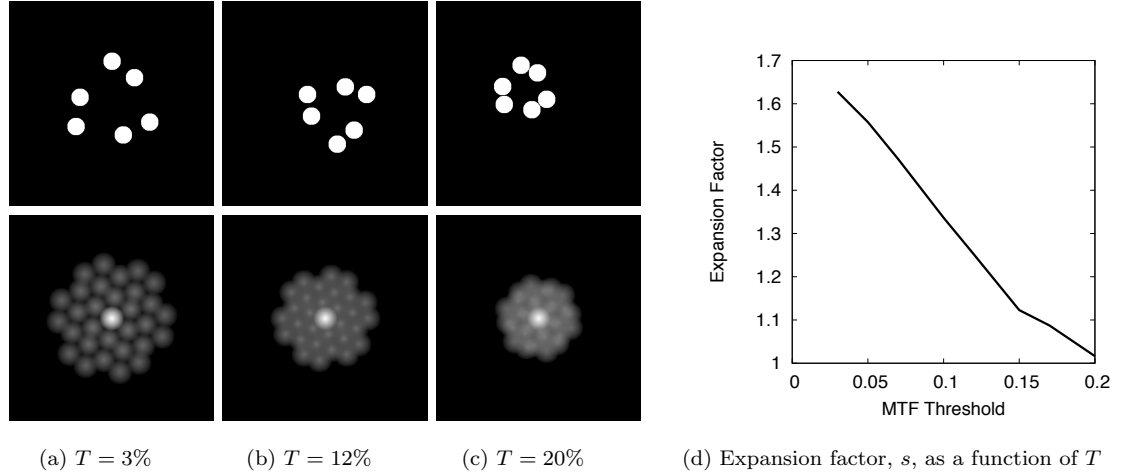 1.7
1.6
1.5
1.4
1.3
1.2
1.1
1
Expansion Factor
0 0.05 0.1 0.15 0.2
MTF Threshold
(a) T = 3% (b) T = 12% (c) T = 20% (d) Expansion factor, s, as a function of T